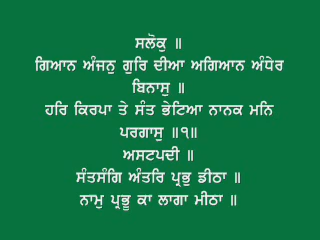 ਸਲੋਕੁ ॥
ਗਿਆਨ ਅੰਜਨੁ ਗੁਰਿ ਦੀਆ ਅਗਿਆਨ ਅੰਧੇਰ
ਬਿਨਾਸੁ ॥
ਹਰਿ ਕਿਰਪਾ ਤੇ ਸੰਤ ਭੇਟਿਆ ਨਾਨਕ ਮਨਿ
ਪਰਗਾਸੁ ॥੧॥
ਅਸਟਪਦੀ ॥
ਸੰਤਸੰਗਿ ਅੰਤਰਿ ਪ੍ਰਭੁ ਡੀਠਾ ॥
ਨਾਮੁ ਪ੍ਰਭੂ ਕਾ ਲਾਗਾ ਮੀਠਾ ॥